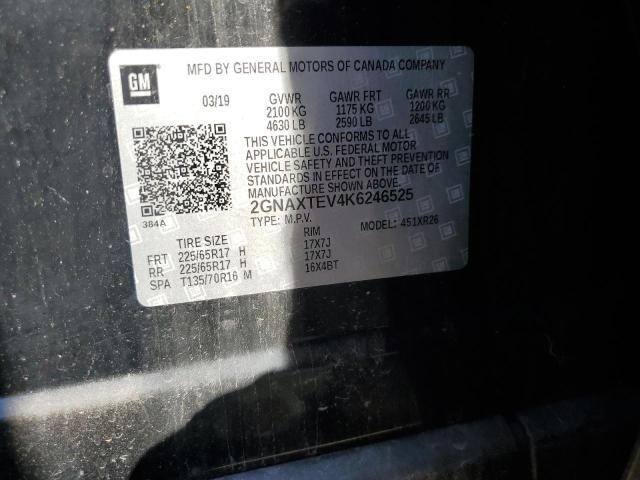 GM
MFD BY GENERAL MOTORS OF CANADA COMPANY
03/19 GVWR GAWR FRT GAWR RR
2100 KG 1175 KG 1200 KG
4630 LB 2590 LB 2645 LB
THIS VEHICLE CONFORMS TO ALL
APPLICABLE U.S. FEDERAL MOTOR
VEHICLE SAFETY AND THEFT PREVENTION
STANDARDS IN EFFECT ON THE DATE OF
MANUFACTURE SHOWN ABOVE.
2GNAXTEV4K6246525
384A
TYPE: M.P.V. MODEL: 451XR26
TIRE SIZE RIM
FRT 225/65R17 H 17X7J
RR 225/65R17 H 17X7J
SPA T135/70R16 M 16X4BT